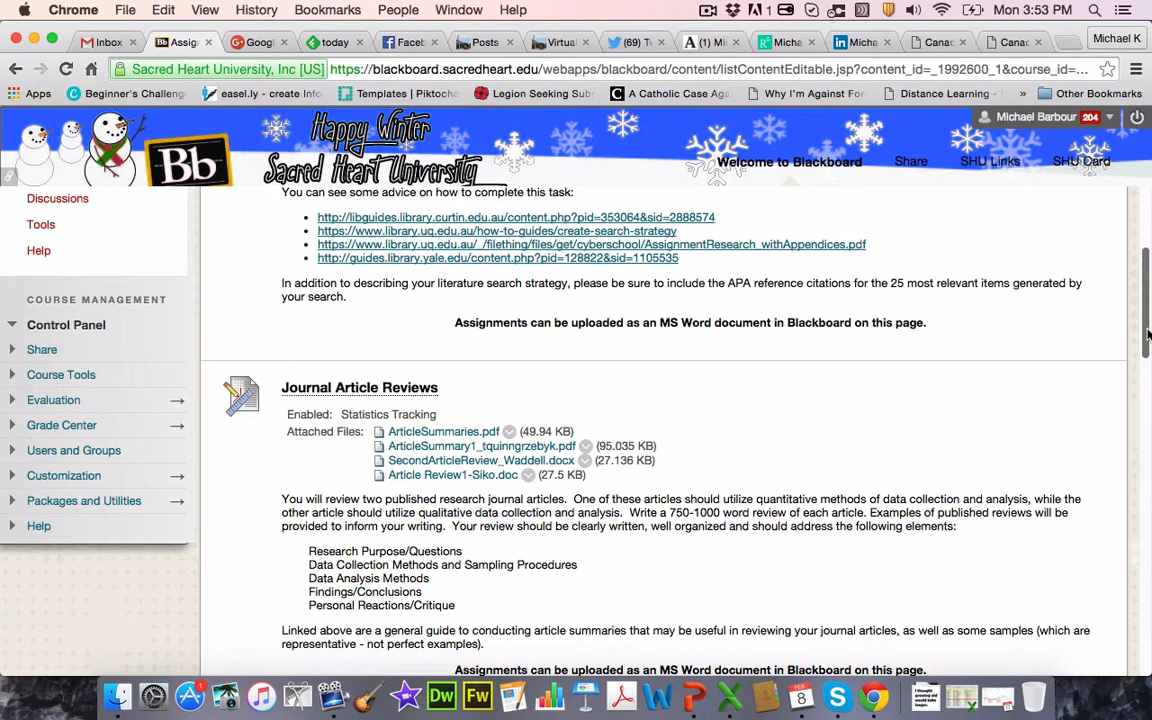 Chrome File Edit View History Bookmarks People Window Help Mon 3:53 PM
Inbox Assig Googl today Faceb Posts Virtual (69) Tw (1) Mi Micha Micha Canac Canac Michael K
Sacred Heart University, Inc [US] https://blackboard.sacredheart.edu/webapps/blackboard/content/listContentEditable.jsp?content_id=_1992600_1&course_id=...
Apps Beginner's Challeng easel.ly - create Info Templates | Piktocha Legion Seeking Sub A Catholic Case Aga Why I'm Against For Distance Learning - » Other Bookmarks
Happy Winter
Sacred Heart University
Bb
Michael Barbour 204
Welcome to Blackboard Share SHU Links SHU Card
Discussions
Tools
Help
COURSE MANAGEMENT
Control Panel
Share
Course Tools
Evaluation
Grade Center
Users and Groups
Customization
Packages and Utilities
Help
You can see some advice on how to complete this task:
http://libguides.library.curtin.edu.au/content.php?pid=353064&sid=2888574
https://www.library.uq.edu.au/how-to-guides/create-search-strategy
https://www.library.uq.edu.au/_/filething/files/get/cyberschool/AssignmentResearch_withAppendices.pdf
http://guides.library.yale.edu/content.php?pid=128822&sid=1105535
In addition to describing your literature search strategy, please be sure to include the APA reference citations for the 25 most relevant items generated by
your search.
Assignments can be uploaded as an MS Word document in Blackboard on this page.
Journal Article Reviews
Enabled: Statistics Tracking
Attached Files: ArticleSummaries.pdf (49.94 KB)
ArticleSummary1_tquinngrzebyk.pdf (95.035 KB)
SecondArticleReview_Waddell.docx (27.136 KB)
Article Review1-Siko.doc (27.5 KB)
You will review two published research journal articles. One of these articles should utilize quantitative methods of data collection and analysis, while the
other article should utilize qualitative data collection and analysis. Write a 750-1000 word review of each article. Examples of published reviews will be
provided to inform your writing. Your review should be clearly written, well organized and should address the following elements:
Research Purpose/Questions
Data Collection Methods and Sampling Procedures
Data Analysis Methods
Findings/Conclusions
Personal Reactions/Critique
Linked above are a general guide to conducting article summaries that may be useful in reviewing your journal articles, as well as some samples (which are
representative - not perfect examples).
Assignments can be uploaded as an MS Word document in Blackboard on this page.